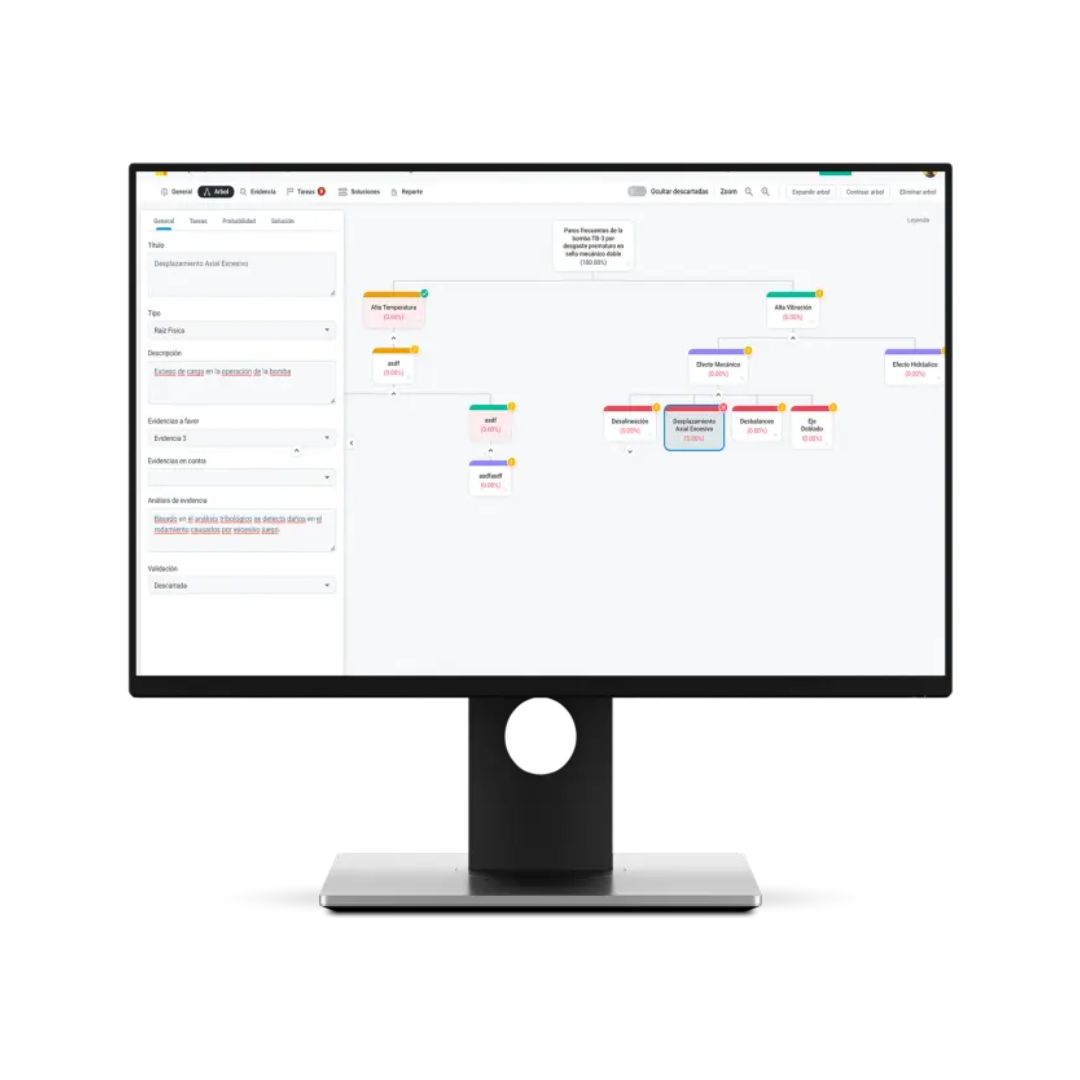 General Arbol Evidencia Tareas Soluciones Reporte
Ocultar descartadas Zoom Expandir arbol Contraer arbol Eliminar arbol
General Tareas Probabilidad Solución
Leyenda
Título
Desplazamiento Axial Excesivo
Tipo
Raíz Física
Descripción
Exceso de carga en la operación de la bomba
Evidencias a favor
Evidencia 3
Evidencias en contra
Análisis de evidencia
Basado en el análisis tribológico se detecta daños en el
rodamiento causados por excesivo juego
Validación
Descartada
Paros frecuentes de la
bomba TB-3 por
desgaste prematuro en
sello mecánico doble
(100.00%)
Alta Temperatura
(0.00%)
Alta Vibración
(0.00%)
asdf
(0.00%)
Efecto Mecánico
(0.00%)
Efecto Hidráulico
(0.00%)
asdf
(0.00%)
Desalineación
(0.00%)
Desplazamiento
Axial Excesivo
(0.00%)
Desbalanceo
(0.00%)
Eje
Doblado
(0.00%)
asdfasdf
(0.00%)